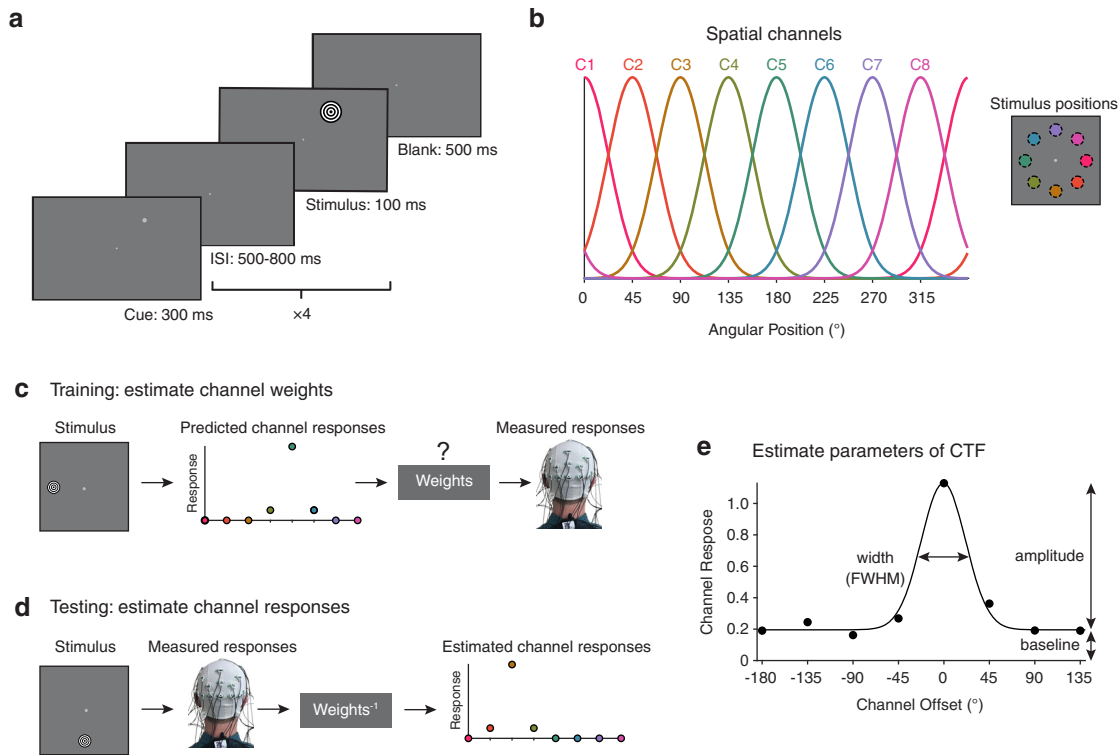 a
Blank: 500 ms
Stimulus: 100 ms
ISI: 500-800 ms
Cue: 300 ms
×4
b
Spatial channels
C1 C2 C3 C4 C5 C6 C7 C8
0 45 90 135 180 225 270 315
Angular Position (°)
Stimulus positions
c Training: estimate channel weights
Stimulus
Predicted channel responses
Response
?
Weights
Measured responses
d Testing: estimate channel responses
Stimulus
Measured responses
Weights-1
Estimated channel responses
Response
e Estimate parameters of CTF
Channel Respose
1.0
0.8
0.6
0.4
0.2
0
width
(FWHM)
amplitude
baseline
-180 -135 -90 -45 0 45 90 135
Channel Offset (°)